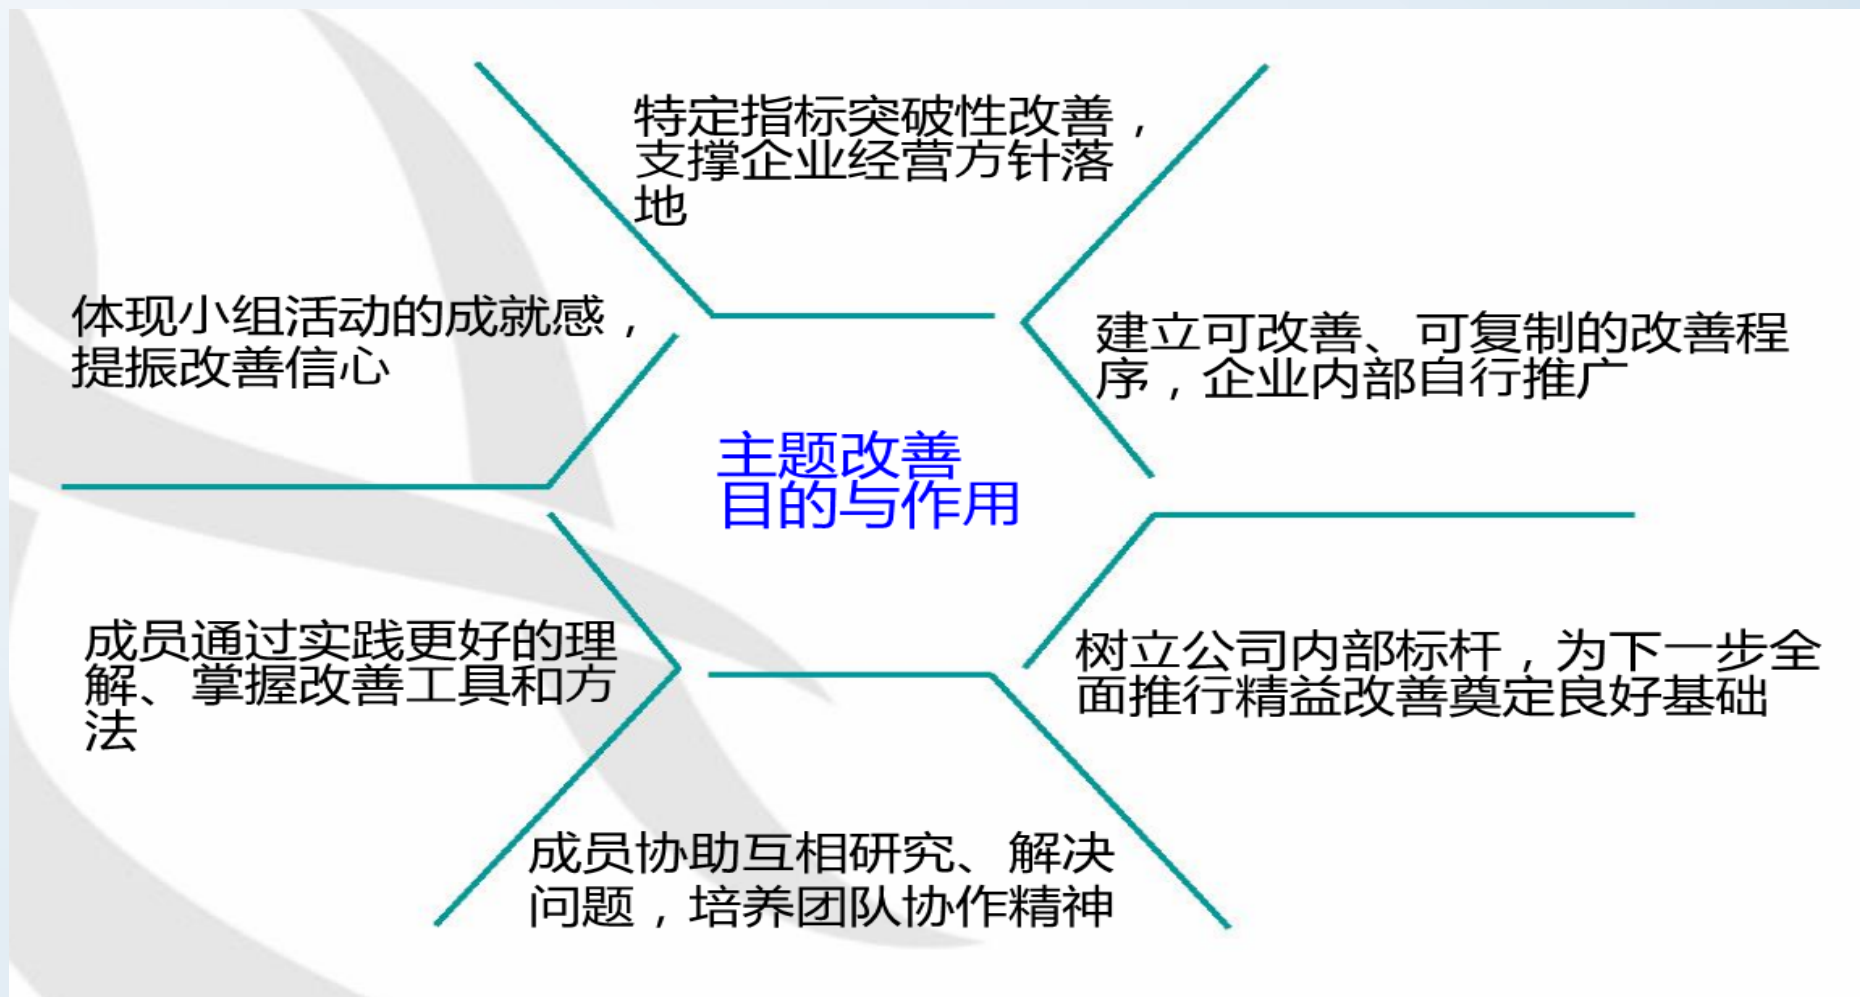 特定指标突破性改善，
支撑企业经营方针落
地
体现小组活动的成就感，
提振改善信心
建立可改善、可复制的改善程
序，企业内部自行推广
主题改善
目的与作用
成员通过实践更好的理
解、掌握改善工具和方
法
树立公司内部标杆，为下一步全
面推行精益改善奠定良好基础
成员协助互相研究、解决
问题，培养团队协作精神